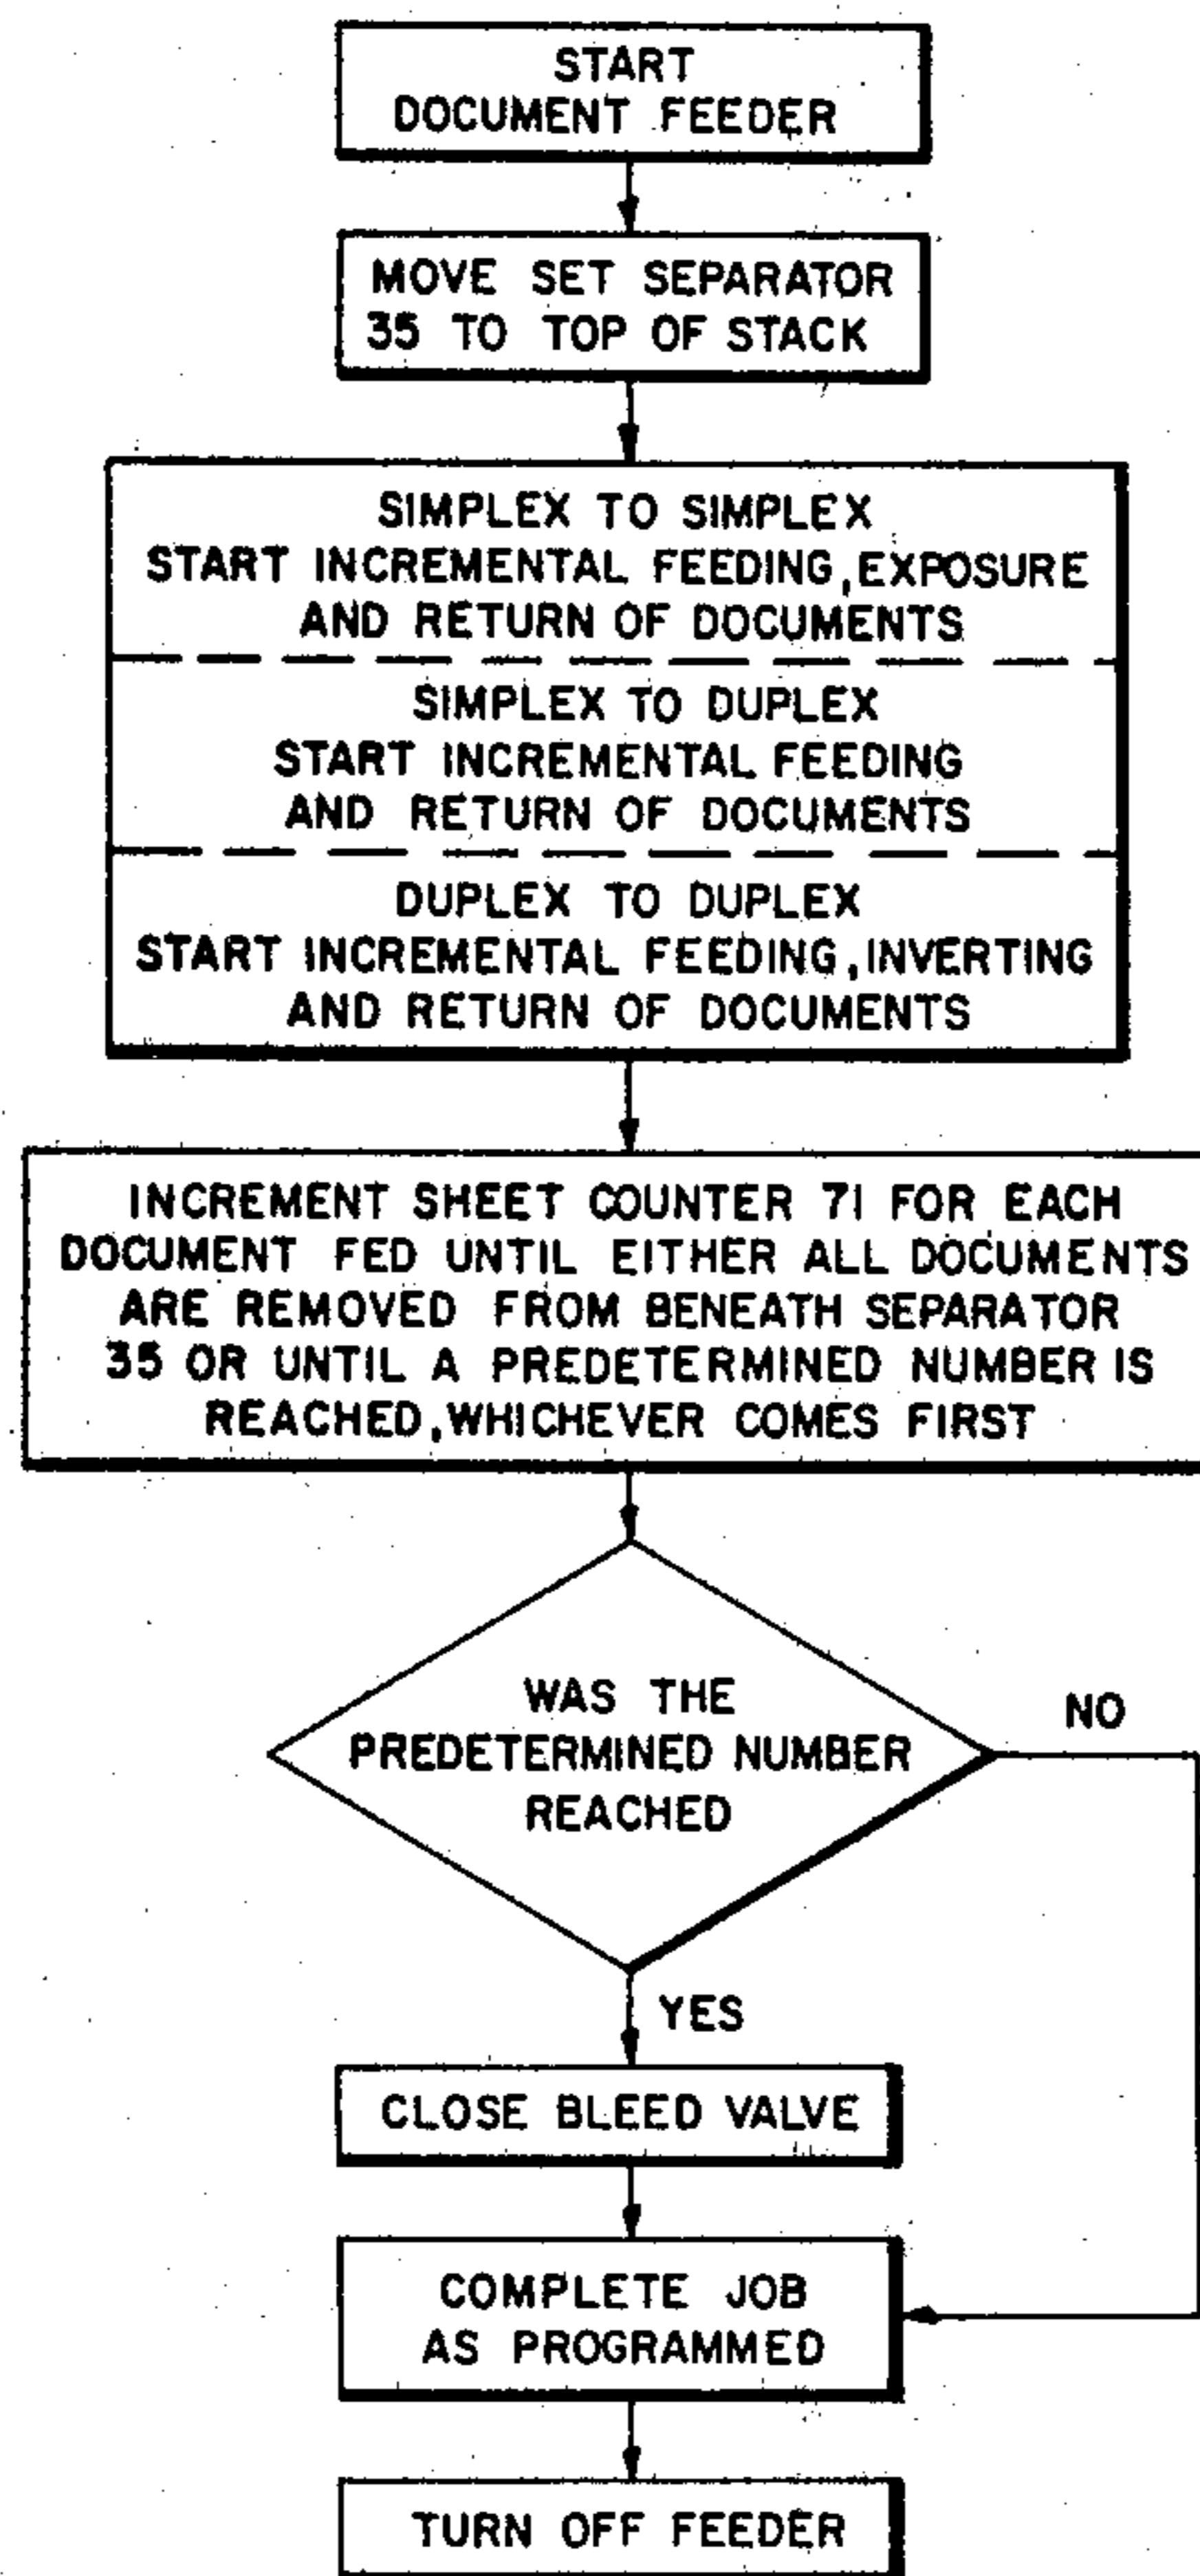 START
DOCUMENT FEEDER
MOVE SET SEPARATOR
35 TO TOP OF STACK
SIMPLEX TO SIMPLEX
START INCREMENTAL FEEDING, EXPOSURE
AND RETURN OF DOCUMENTS
SIMPLEX TO DUPLEX
START INCREMENTAL FEEDING
AND RETURN OF DOCUMENTS
DUPLEX TO DUPLEX
START INCREMENTAL FEEDING, INVERTING
AND RETURN OF DOCUMENTS
INCREMENT SHEET COUNTER 71 FOR EACH
DOCUMENT FED UNTIL EITHER ALL DOCUMENTS
ARE REMOVED FROM BENEATH SEPARATOR
35 OR UNTIL A PREDETERMINED NUMBER IS
REACHED, WHICHEVER COMES FIRST
WAS THE
PREDETERMINED NUMBER
REACHED
NO
YES
CLOSE BLEED VALVE
COMPLETE JOB
AS PROGRAMMED
TURN OFF FEEDER